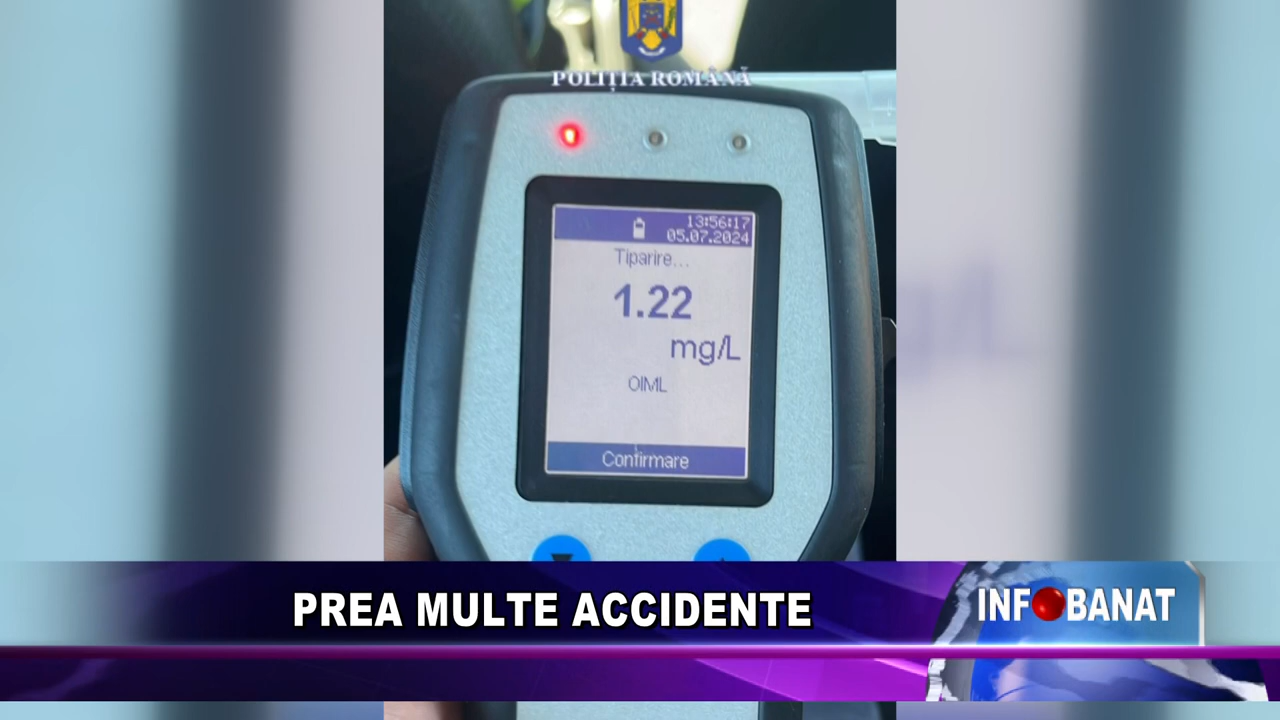 POLIȚIA ROMÂNĂ
13:56:17
05.07.2024
Tiparire...
1.22
mg/L
OIML
Confirmare
PREA MULTE ACCIDENTE
INFOBANAT